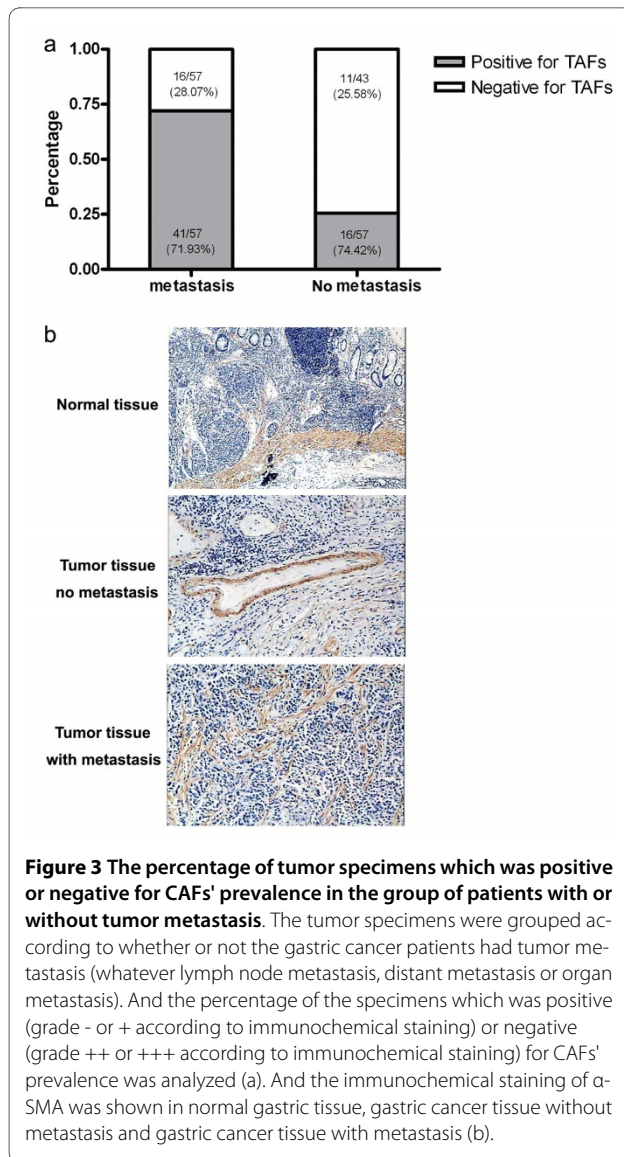 a
Positive for TAFs
Negative for TAFs
Percentage
1.00
0.75
0.50
0.25
0.00
16/57
(28.07%)
41/57
(71.93%)
11/43
(25.58%)
16/57
(74.42%)
metastasis
No metastasis
b
Normal tissue
Tumor tissue
no metastasis
Tumor tissue
with metastasis
Figure 3 The percentage of tumor specimens which was positive
or negative for CAFs' prevalence in the group of patients with or
without tumor metastasis. The tumor specimens were grouped ac-
cording to whether or not the gastric cancer patients had tumor me-
tastasis (whatever lymph node metastasis, distant metastasis or organ
metastasis). And the percentage of the specimens which was positive
(grade - or + according to immunochemical staining) or negative
(grade ++ or +++ according to immunochemical staining) for CAFs'
prevalence was analyzed (a). And the immunochemical staining of α-
SMA was shown in normal gastric tissue, gastric cancer tissue without
metastasis and gastric cancer tissue with metastasis (b).